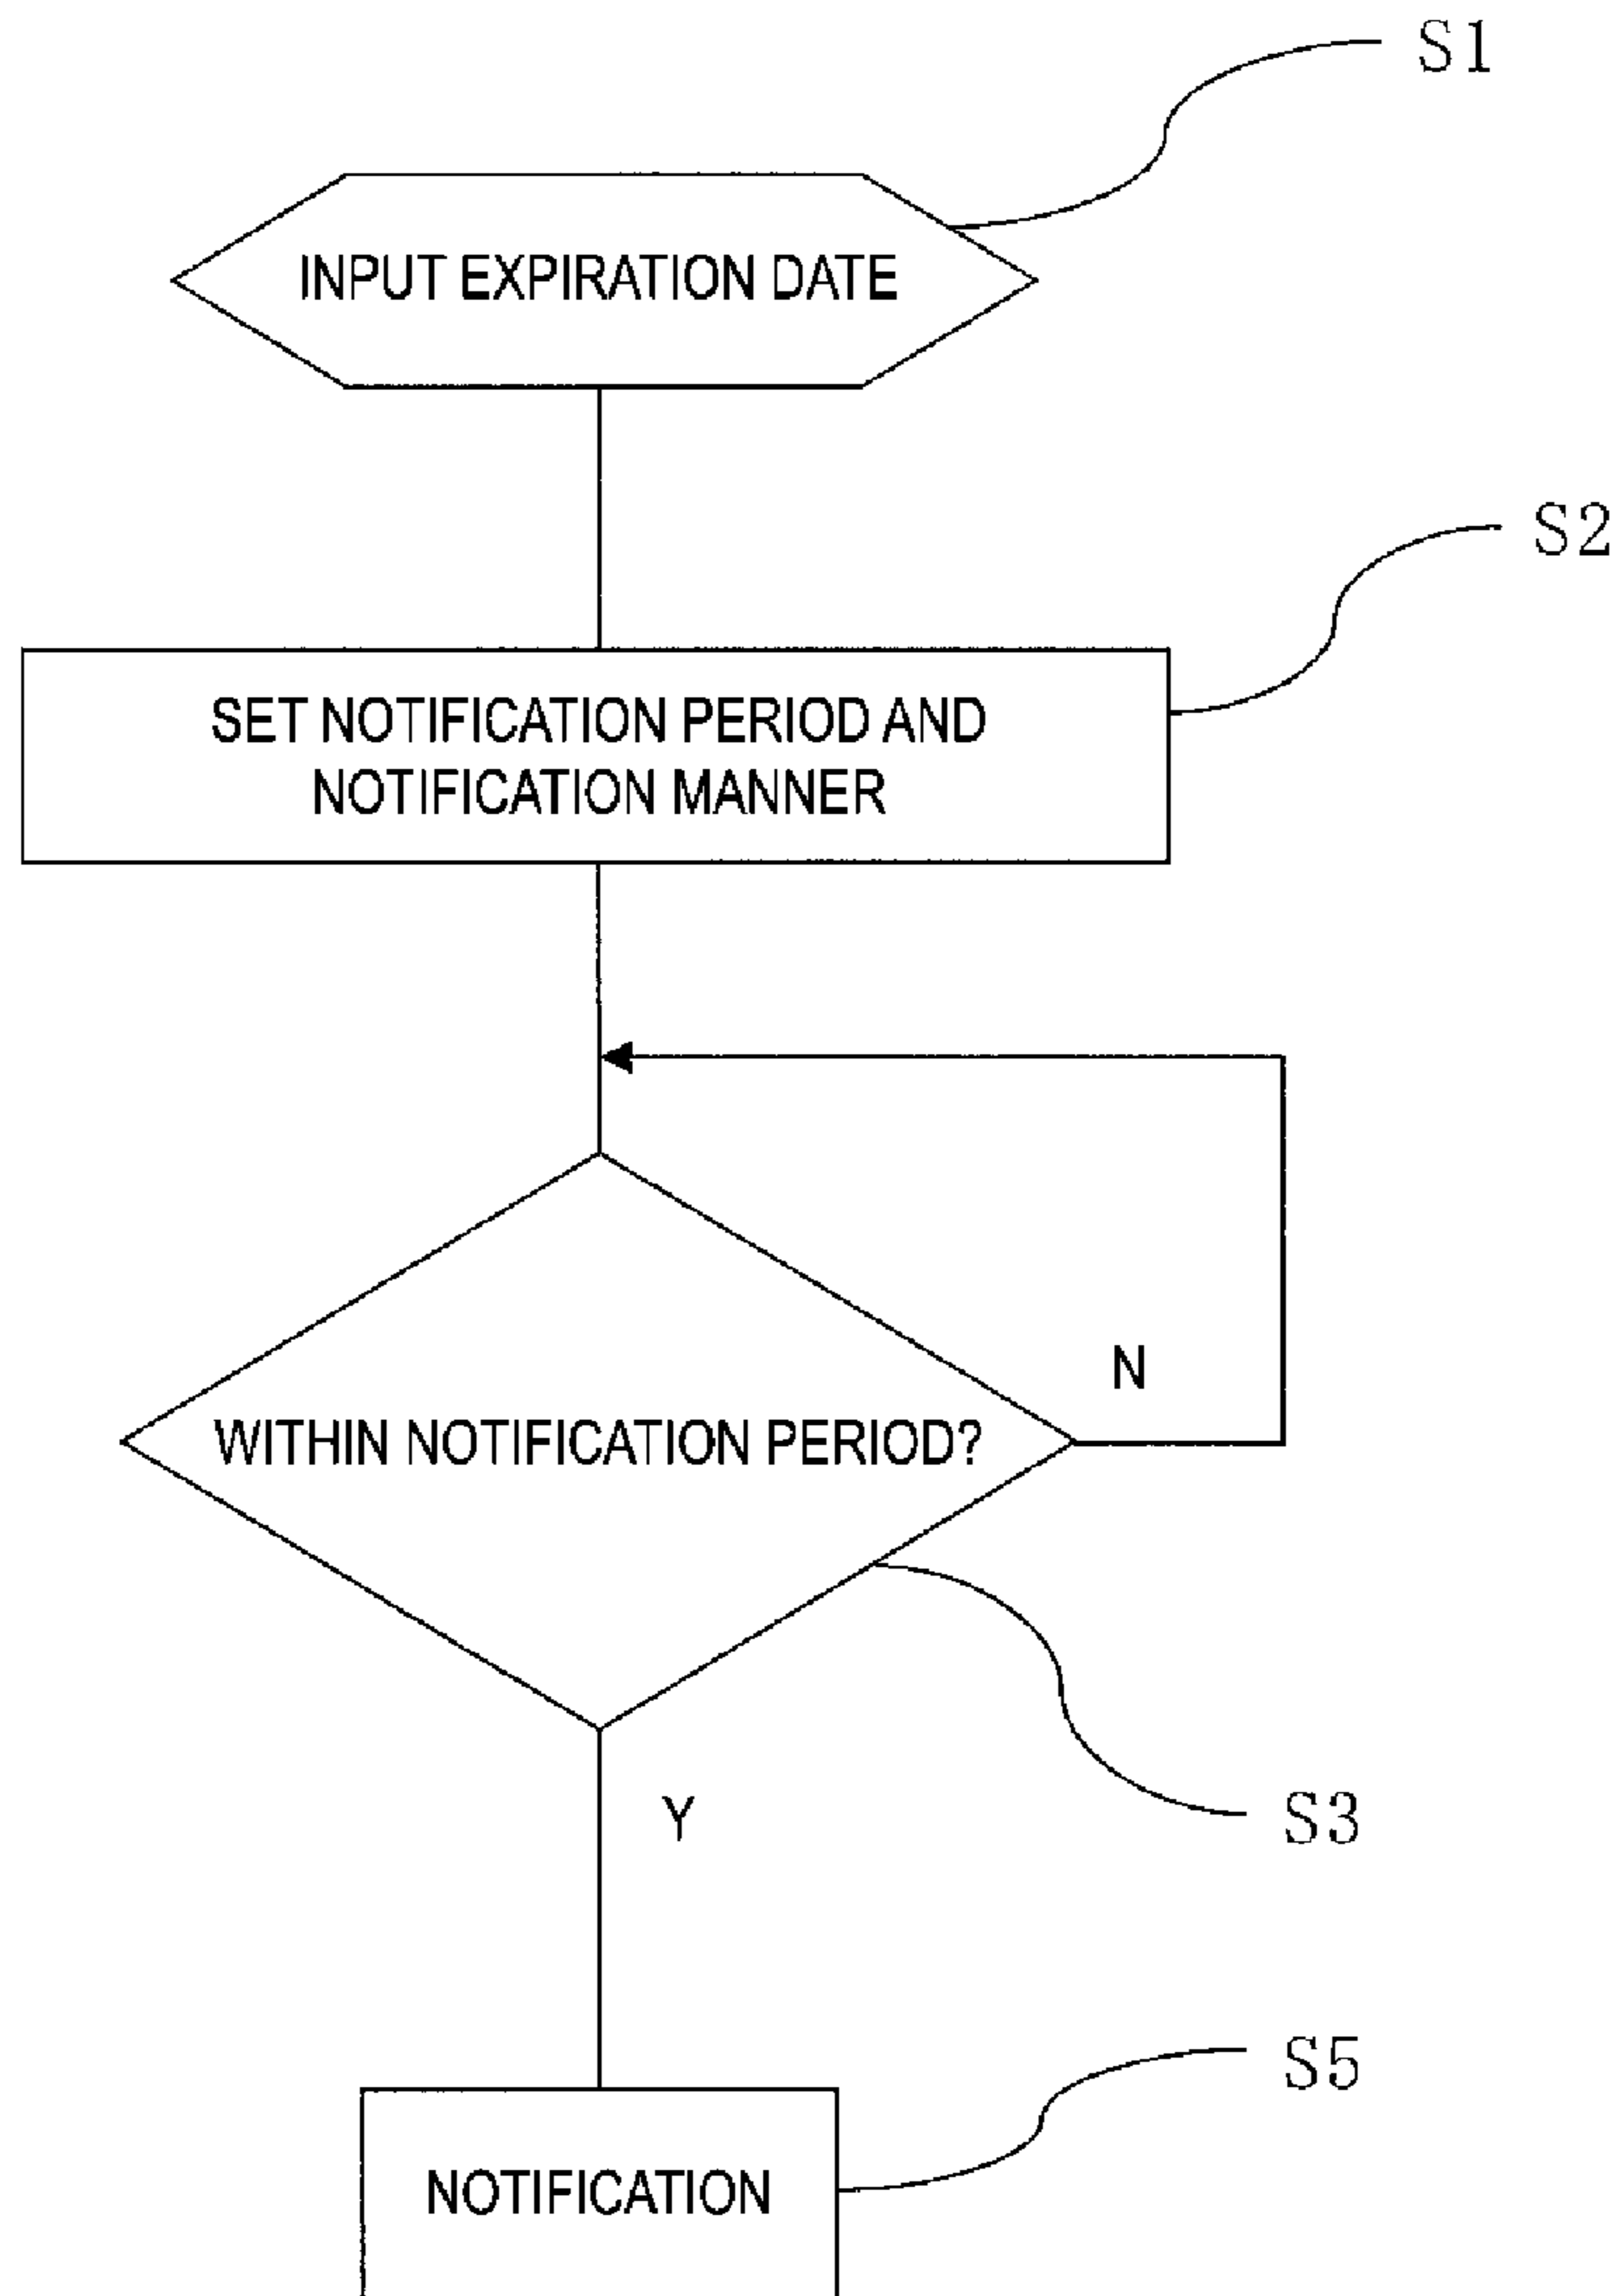 S1
INPUT EXPIRATION DATE
S2
SET NOTIFICATION PERIOD AND
NOTIFICATION MANNER
N
WITHIN NOTIFICATION PERIOD?
Y
S3
S5
NOTIFICATION